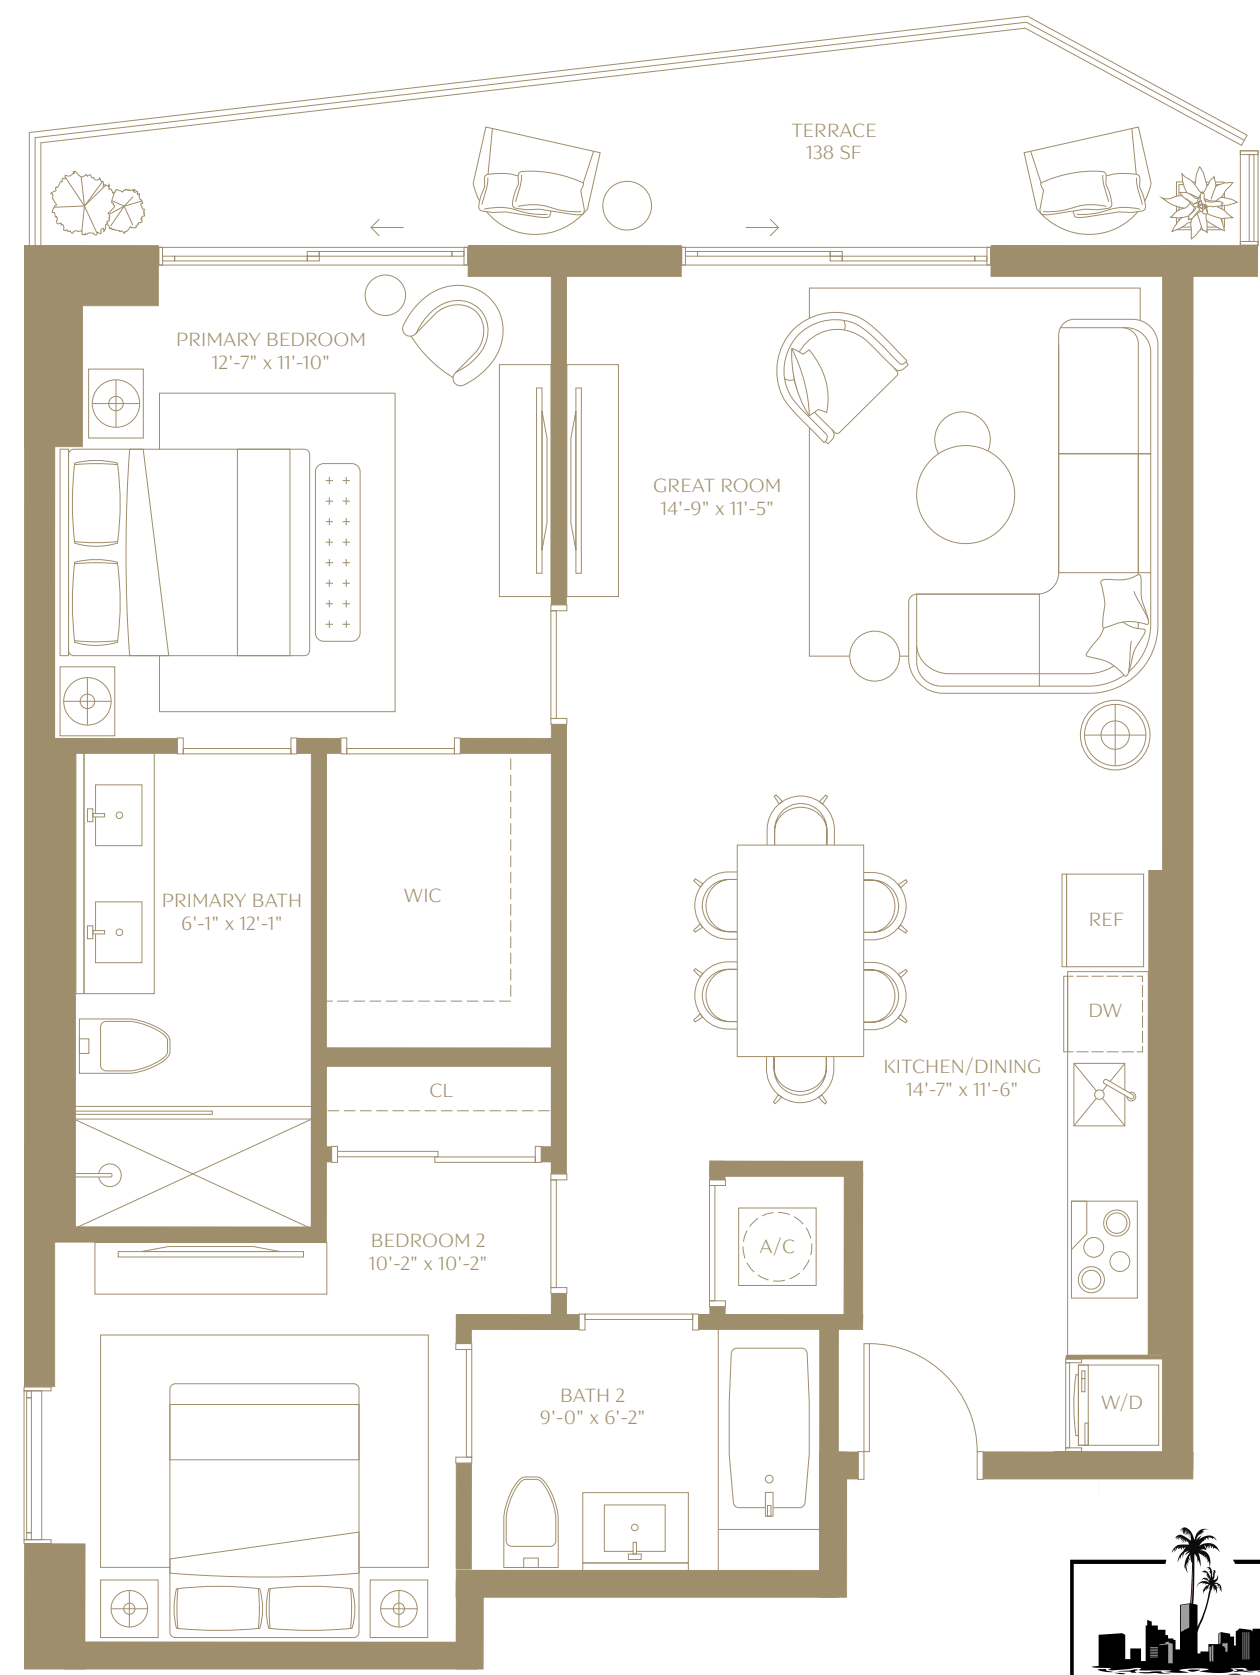 TERRACE
138 SF
PRIMARY BEDROOM
12'-7" x 11'-10"
GREAT ROOM
14'-9" x 11'-5"
PRIMARY BATH
6'-1" x 12'-1"
WIC
REF
DW
KITCHEN/DINING
14'-7" x 11'-6"
CL
BEDROOM 2
10'-2" x 10'-2"
A/C
BATH 2
9'-0" x 6'-2"
W/D